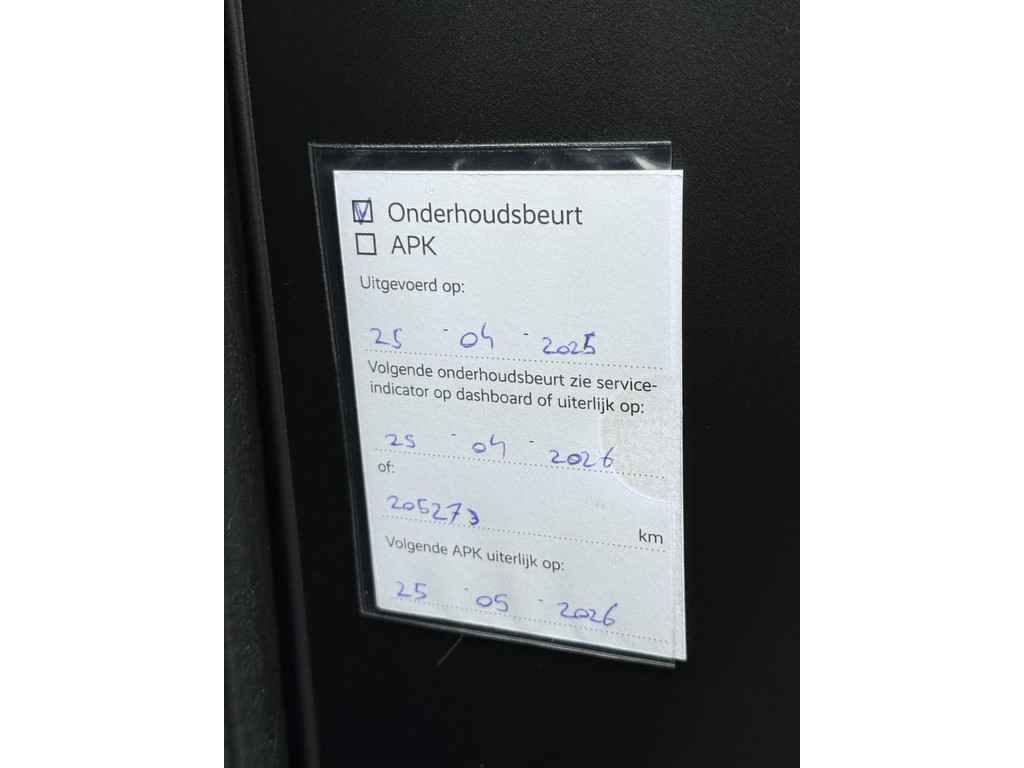 Onderhoudsbeurt
APK
Uitgevoerd op:
25 - 04 - 2025
Volgende onderhoudsbeurt zie service-
indicator op dashboard of uiterlijk op:
25 - 04 - 2026
of:
205273 km
Volgende APK uiterlijk op:
25 - 05 - 2026